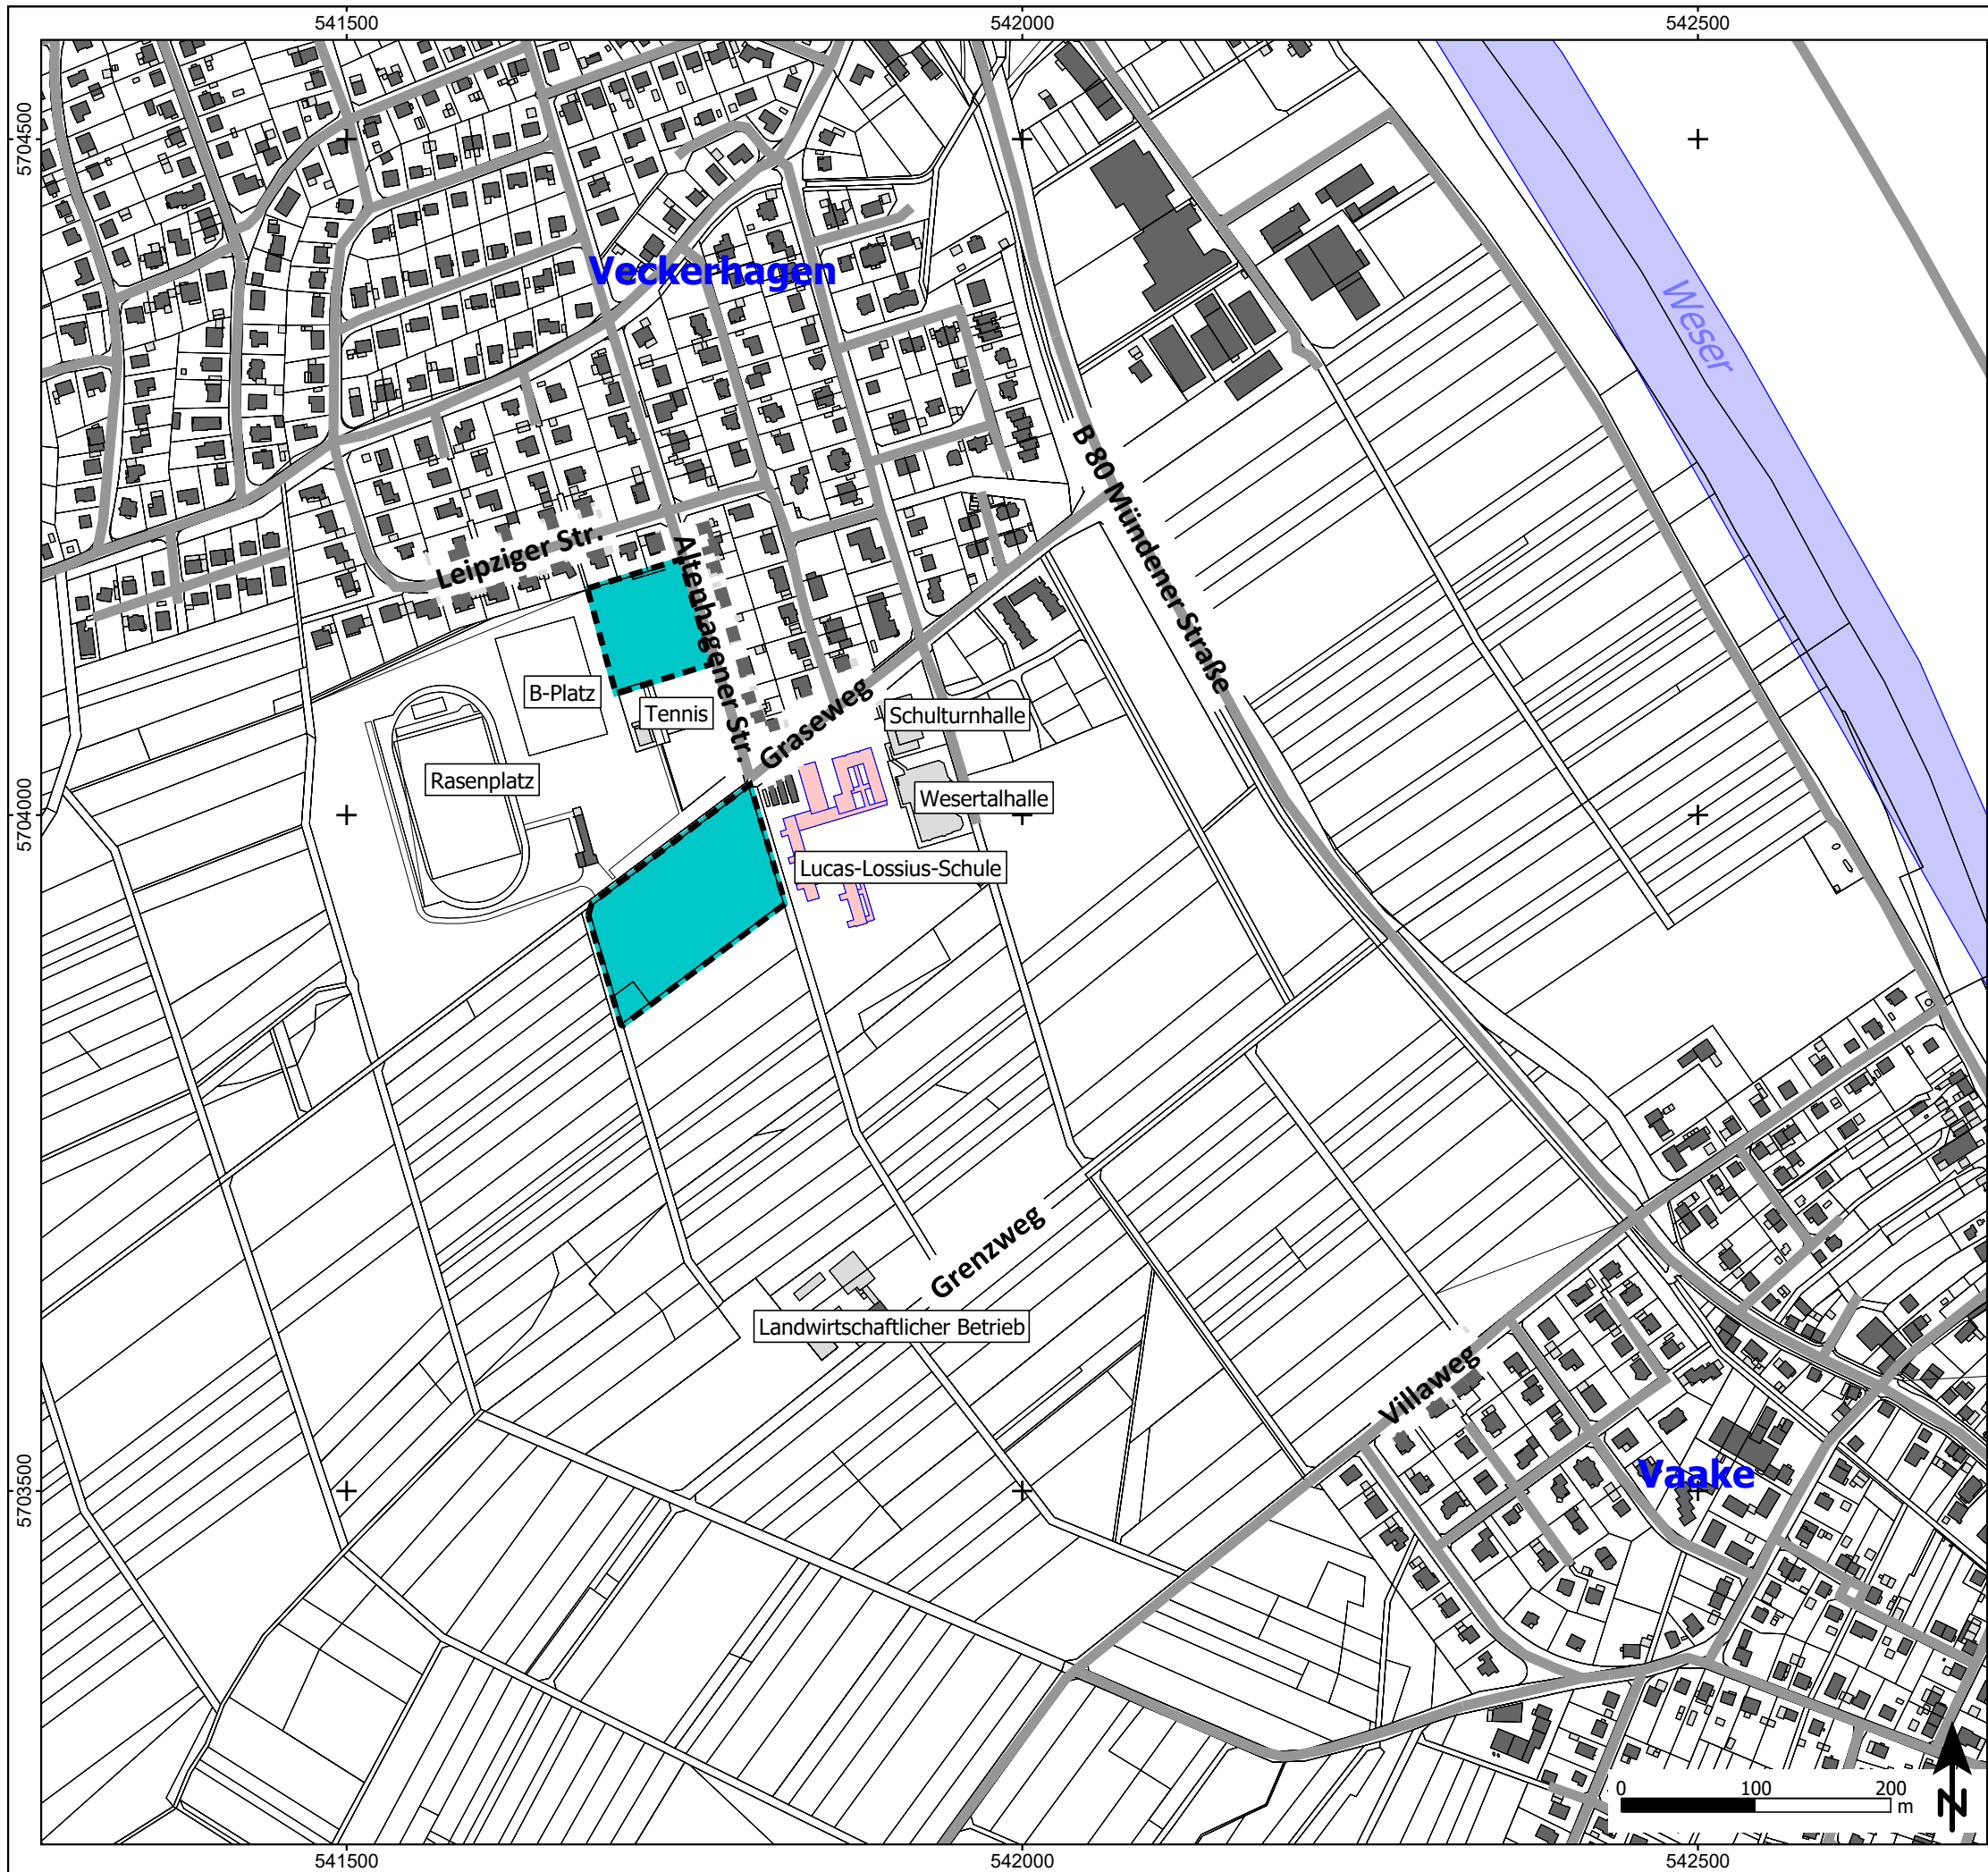 541500
542000
542500
5704500
Veckerhagen
Weser
B 80 Mündener Straße
Leipziger Str.
Altenhagener Str.
B-Platz
Tennis
Graseweg
Schulturnhalle
Rasenplatz
Wesertalhalle
5704000
Lucas-Lossius-Schule
Grenzweg
Landwirtschaftlicher Betrieb
Villaweg
Vaake
5703500
0 100 200
m
N
541500
542000
542500